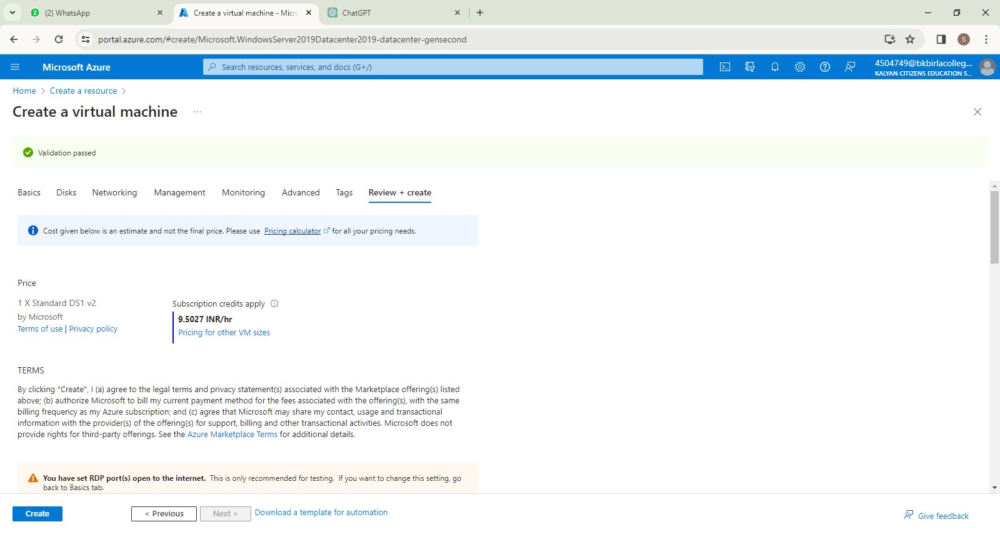 2
(2) WhatsApp
Create a virtual machine - Micro
ChatGPT
portal.azure.com/#create/Microsoft.WindowsServer2019Datacenter2019-datacenter-gensecond
S
Microsoft Azure
Search resources, services, and docs (G+/)
4504749@bkbirlacolleg...
KALYAN CITIZENS EDUCATION S...
Home > Create a resource >
Create a virtual machine ...
Validation passed
Basics Disks Networking Management Monitoring Advanced Tags Review + create
Cost given below is an estimate and not the final price. Please use Pricing calculator for all your pricing needs.
Price
1 X Standard DS1 v2
by Microsoft
Terms of use | Privacy policy
Subscription credits apply
9.5027 INR/hr
Pricing for other VM sizes
TERMS
By clicking "Create", I (a) agree to the legal terms and privacy statement(s) associated with the Marketplace offering(s) listed
above; (b) authorize Microsoft to bill my current payment method for the fees associated with the offering(s), with the same
billing frequency as my Azure subscription; and (c) agree that Microsoft may share my contact, usage and transactional
information with the provider(s) of the offering(s) for support, billing and other transactional activities. Microsoft does not
provide rights for third-party offerings. See the Azure Marketplace Terms for additional details.
You have set RDP port(s) open to the internet. This is only recommended for testing. If you want to change this setting, go
back to Basics tab.
Create
< Previous
Next >
Download a template for automation
Give feedback